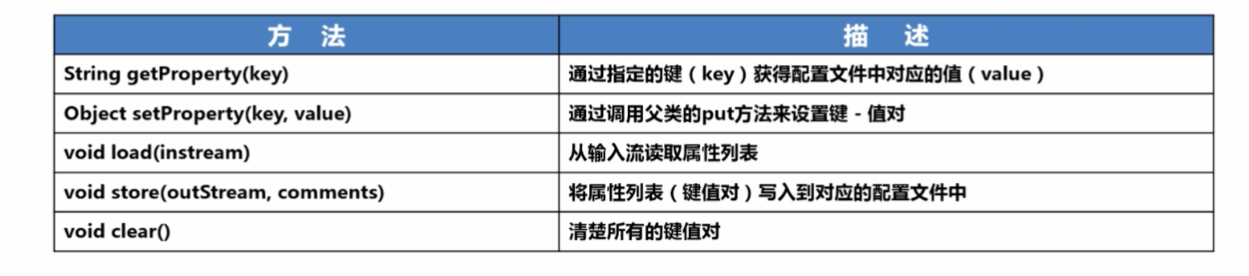 方 法 描 述
String getProperty(key) 通过指定的键（key）获得配置文件中对应的值（value）
Object setProperty(key, value) 通过调用父类的put方法来设置键 - 值对
void load(instream) 从输入流读取属性列表
void store(outStream, comments) 将属性列表（键值对）写入到对应的配置文件中
void clear() 清楚所有的键值对